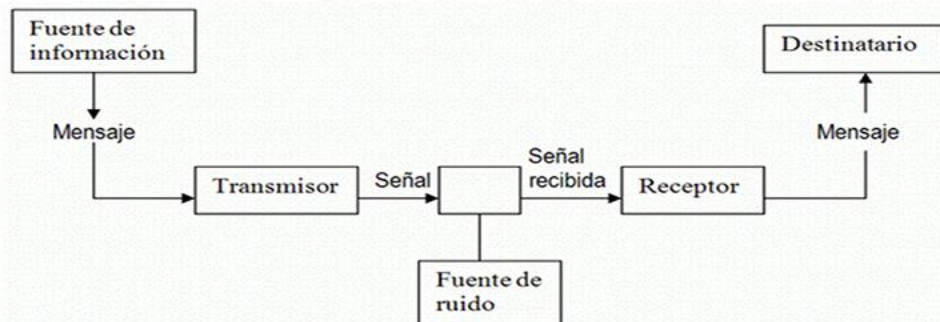 Fuente de
información
Destinatario
Mensaje
Mensaje
Transmisor
Señal
Señal
recibida
Receptor
Fuente de
ruido